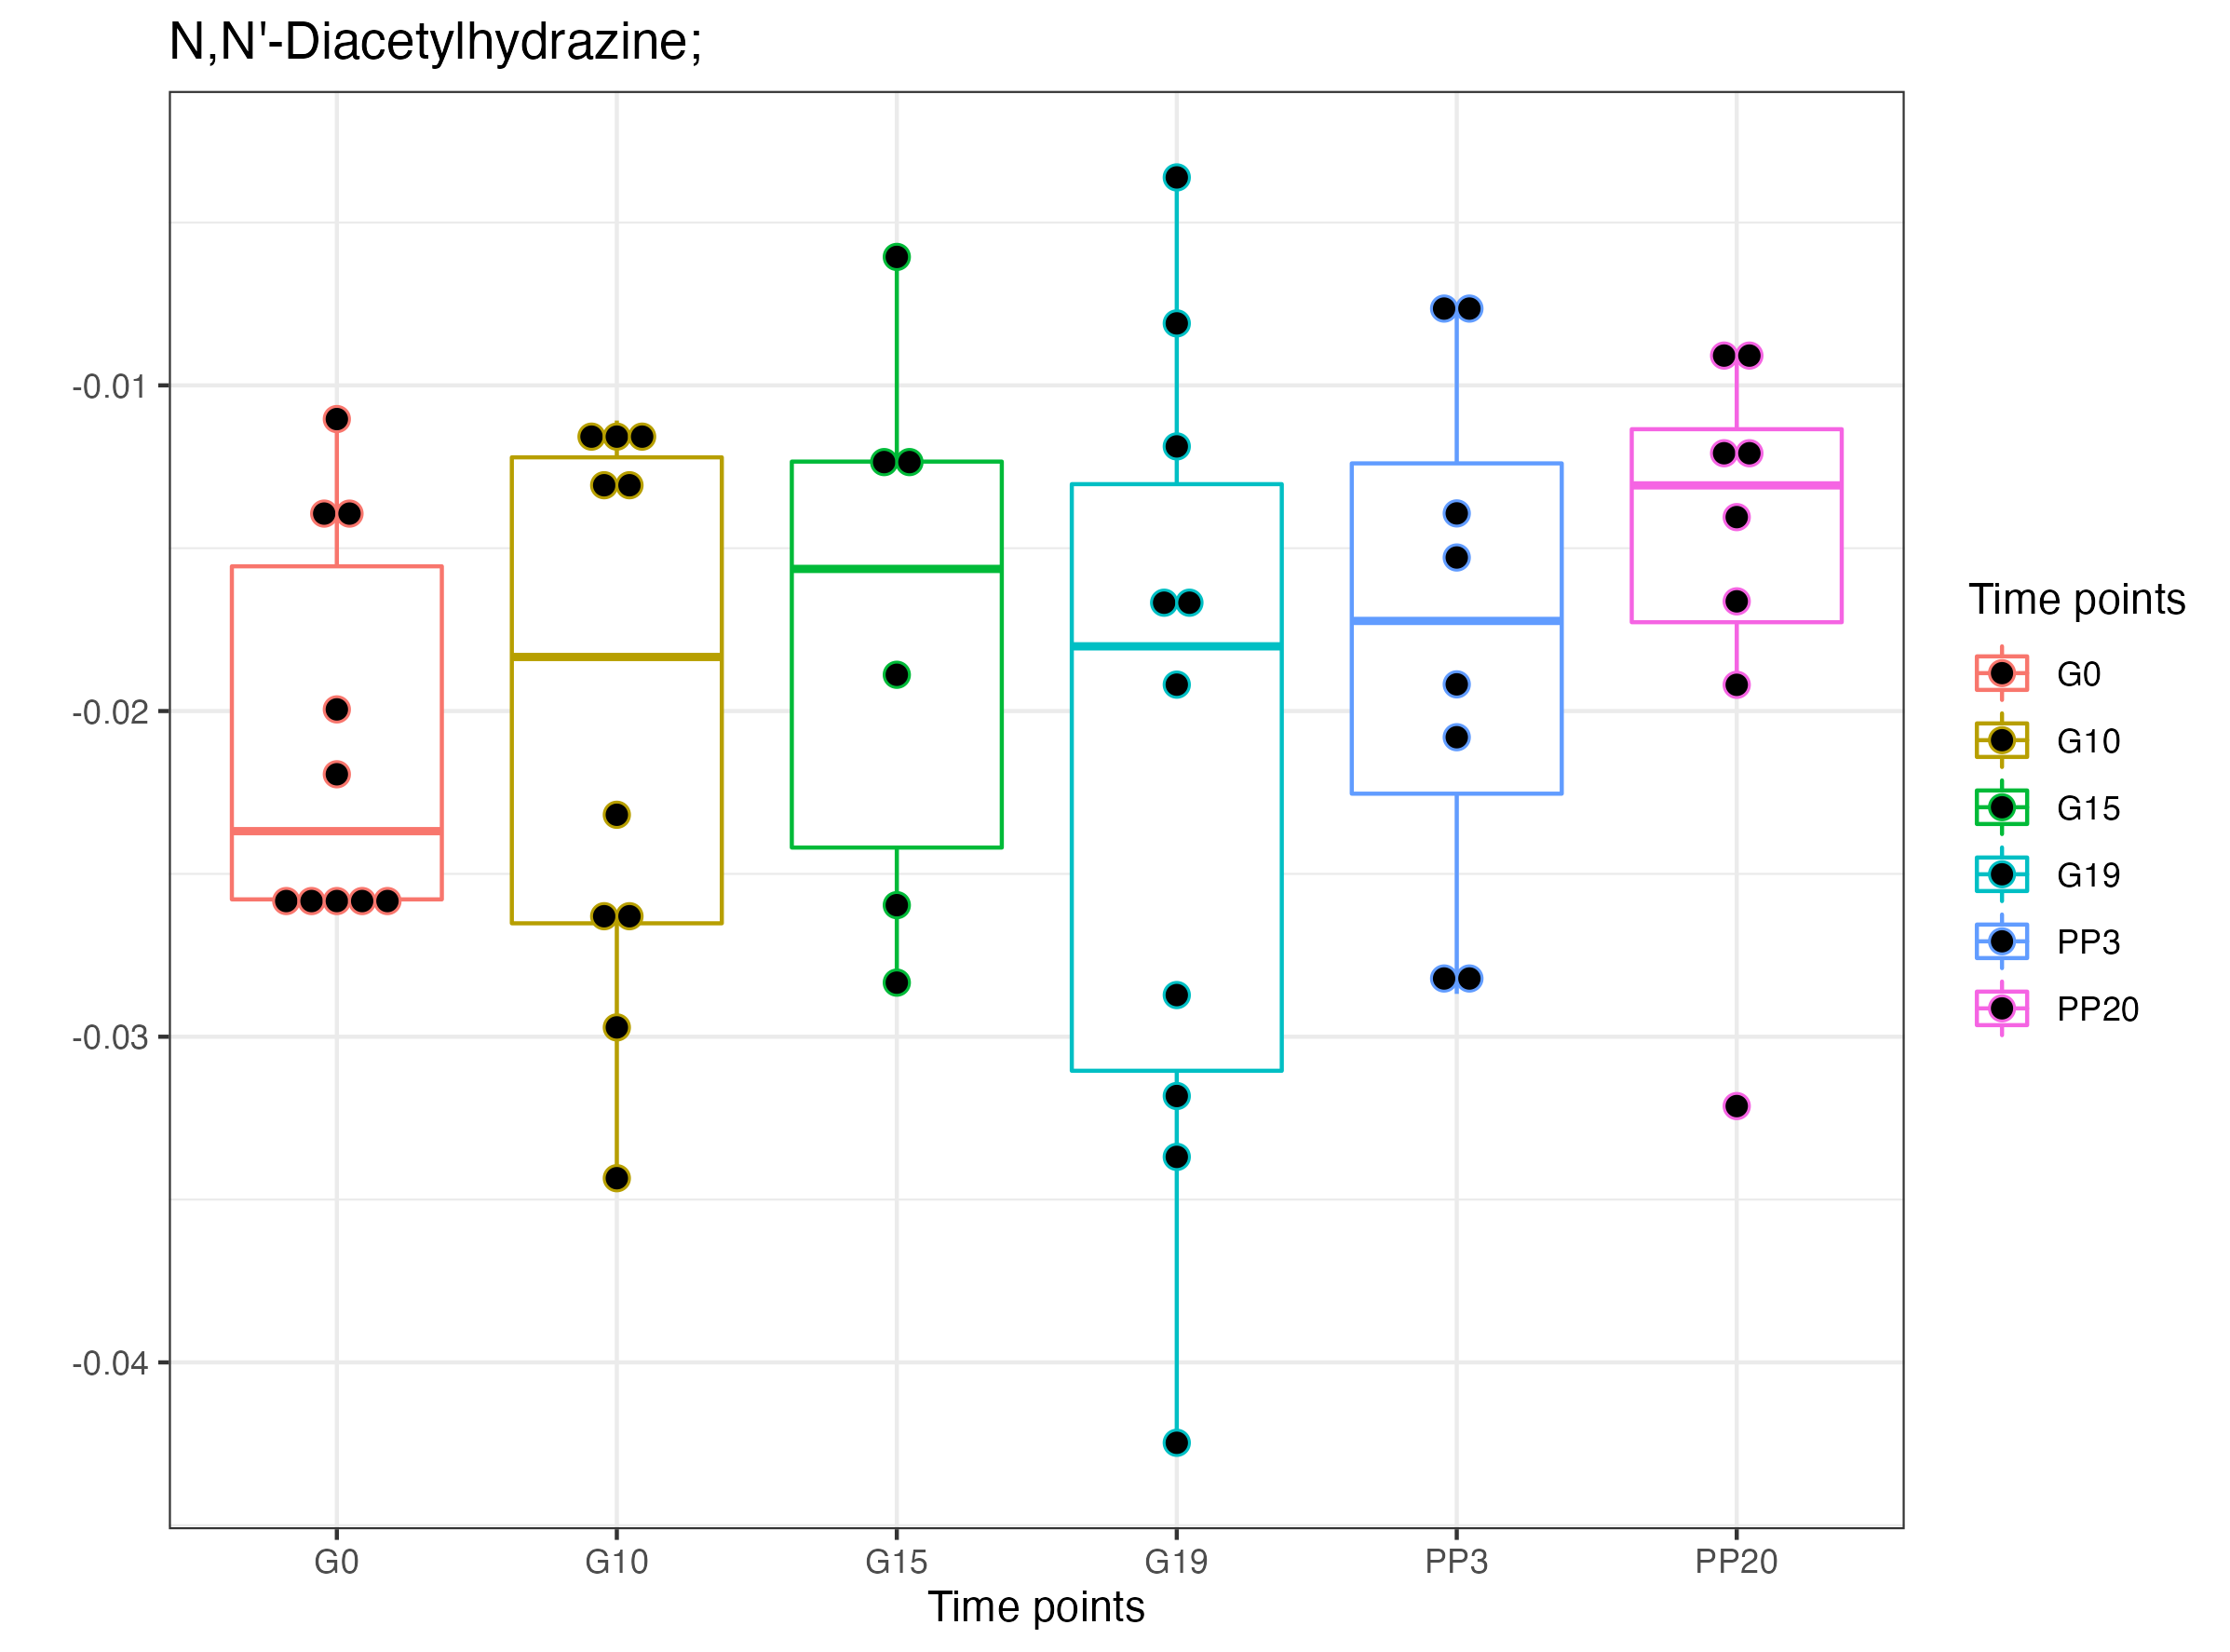 N,N'-Diacetylhydrazine;
-0.01
-0.02
-0.03
-0.04
G0 G10 G15 G19 PP3 PP20
Time points
Time points
G0
G10
G15
G19
PP3
PP20